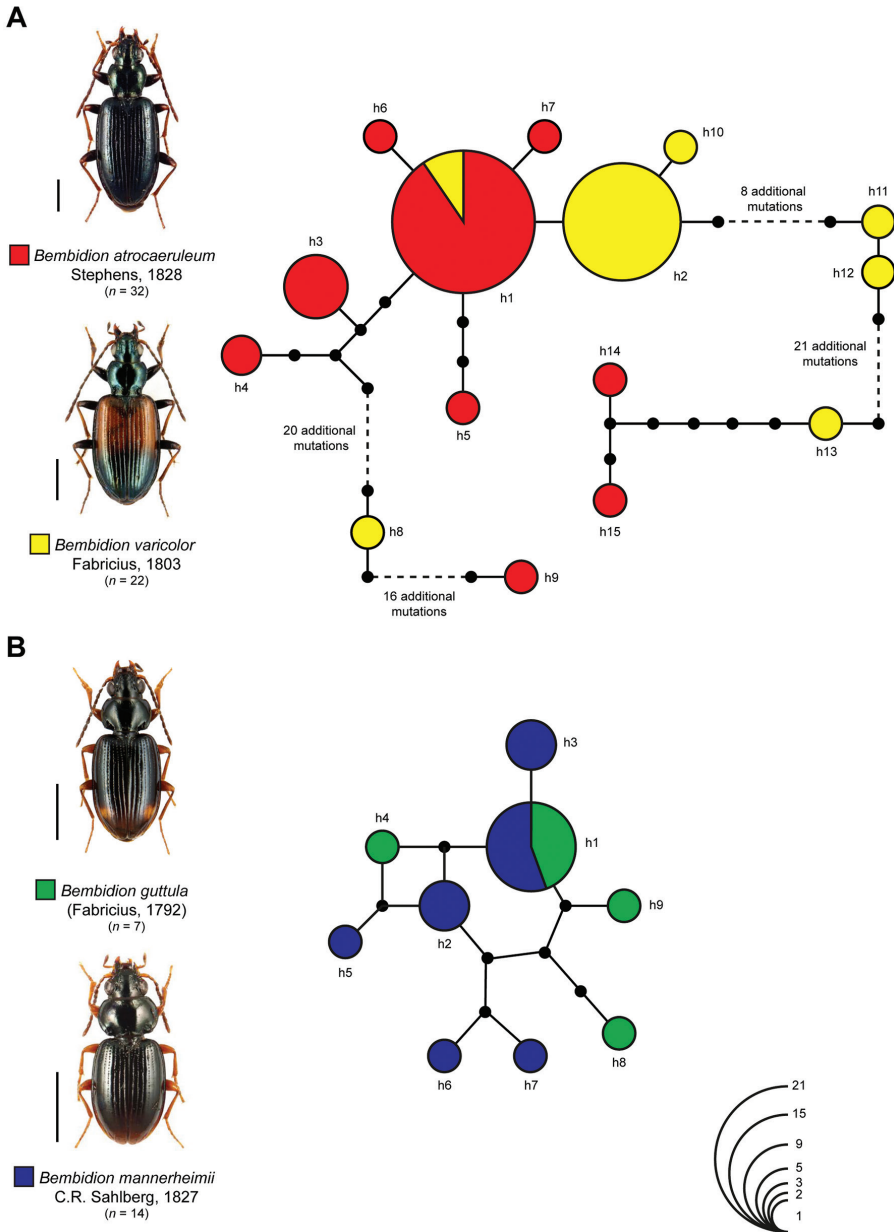 A
Bembidion atrocaeruleum
Stephens, 1828
(n = 32)
Bembidion varicolor
Fabricius, 1803
(n = 22)
h6
h7
h10
8 additional
mutations
h11
h3
h1
h2
h12
h4
21 additional
mutations
h14
h5
20 additional
mutations
h13
h15
h8
h9
16 additional
mutations
B
Bembidion guttula
(Fabricius, 1792)
(n = 7)
Bembidion mannerheimii
C.R. Sahlberg, 1827
(n = 14)
h3
h4
h1
h9
h2
h5
h8
h6
h7
21
15
9
5
3
2
1